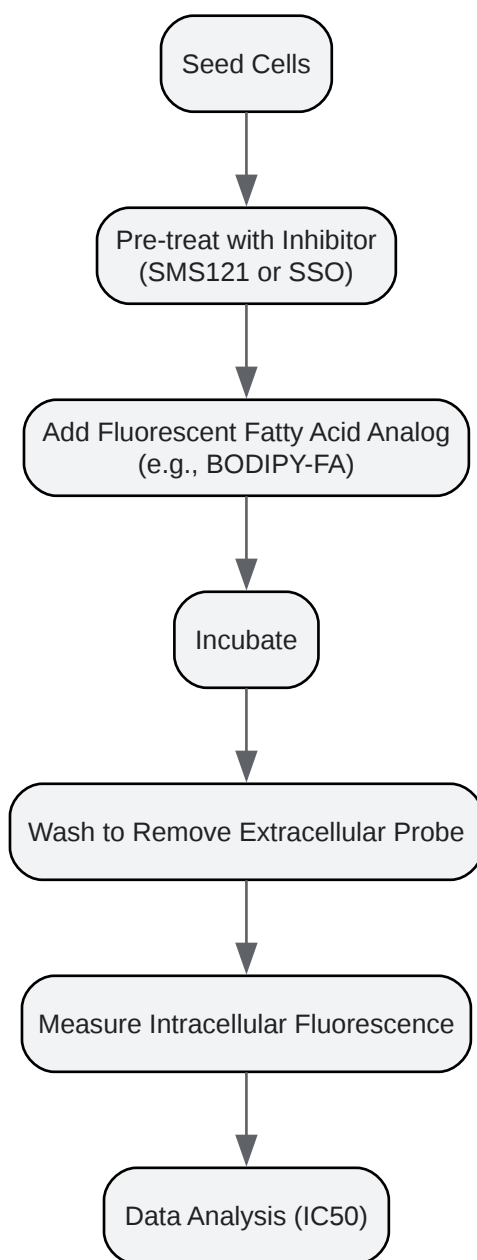 Seed Cells
Pre-treat with Inhibitor
(SMS121 or SSO)
Add Fluorescent Fatty Acid Analog
(e.g., BODIPY-FA)
Incubate
Wash to Remove Extracellular Probe
Measure Intracellular Fluorescence
Data Analysis (IC50)